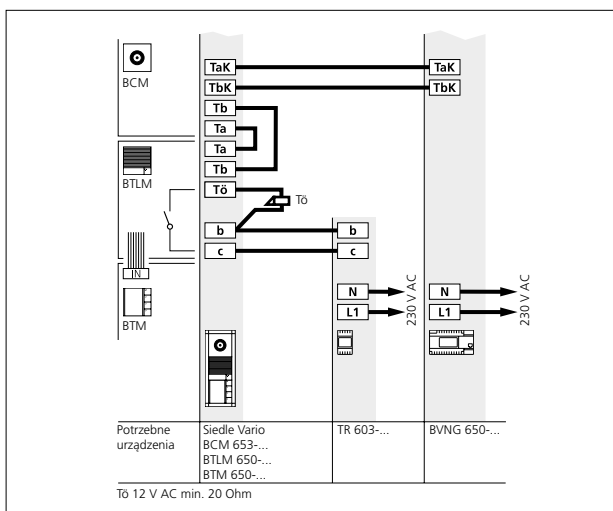 BCM
TaK
TaK
TbK
TbK
Tb
Ta
Ta
Tb
BTLM
Tö
Tö
b
b
c
c
IN
BTM
N
L1
230 V AC
N
L1
230 V AC
Potrzebne
urządzenia
Siedle Vario
BCM 653-...
BTLM 650-...
BTM 650-...
TR 603-...
BVNG 650-...
Tö 12 V AC min. 20 Ohm